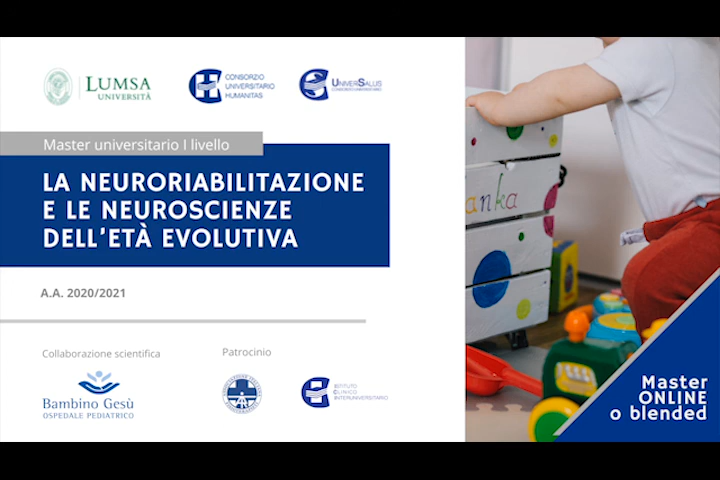 LUMSA
UNIVERSITÀ
CONSORZIO
UNIVERSITARIO
HUMANITAS
UNIVERSALUS
Master universitario I livello
LA NEURORIABILITAZIONE
E LE NEUROSCIENZE
DELL'ETÀ EVOLUTIVA
A.A. 2020/2021
Collaborazione scientifica
Patrocinio
Bambino Gesù
OSPEDALE PEDIATRICO
ISTITUTO
CLINICO
INTERUNIVERSITARIO
anka
Master
ONLINE
o blended